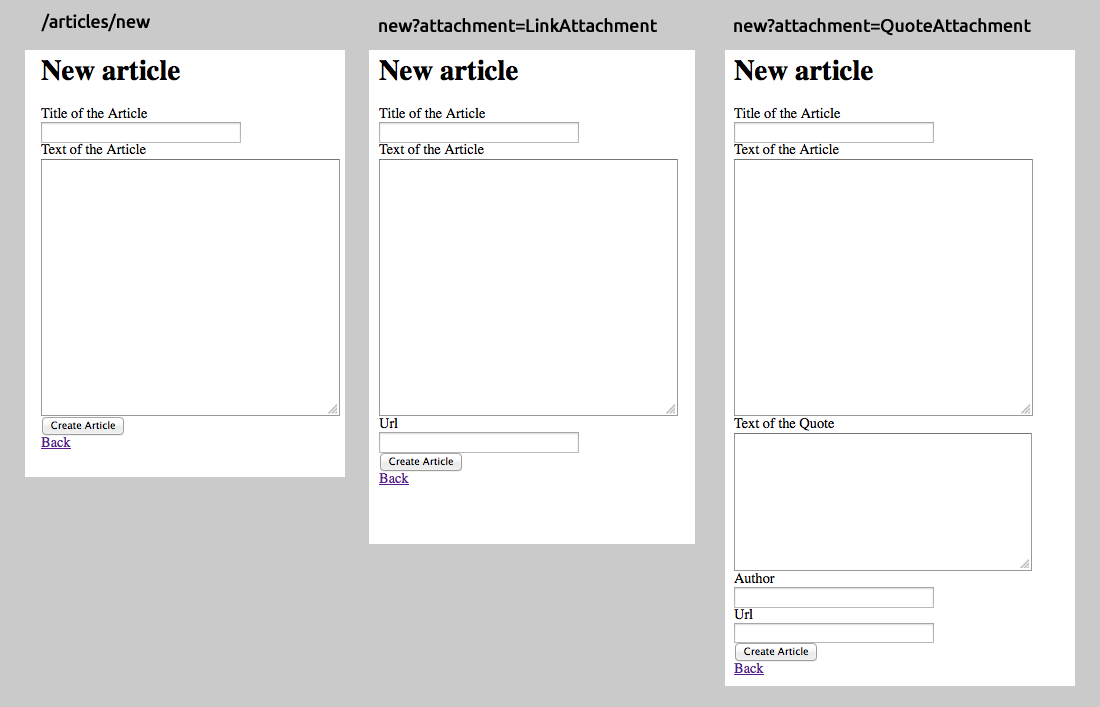 /articles/new
New article
Title of the Article
Text of the Article
Create Article
Back
new?attachment=LinkAttachment
New article
Title of the Article
Text of the Article
Url
Create Article
Back
new?attachment=QuoteAttachment
New article
Title of the Article
Text of the Article
Text of the Quote
Author
Url
Create Article
Back